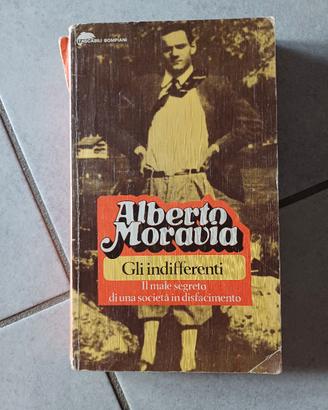 TASCABILI BOMPIANI
Alberto
Moravia
Gli indifferenti
Il male segreto
di una società in disfacimento